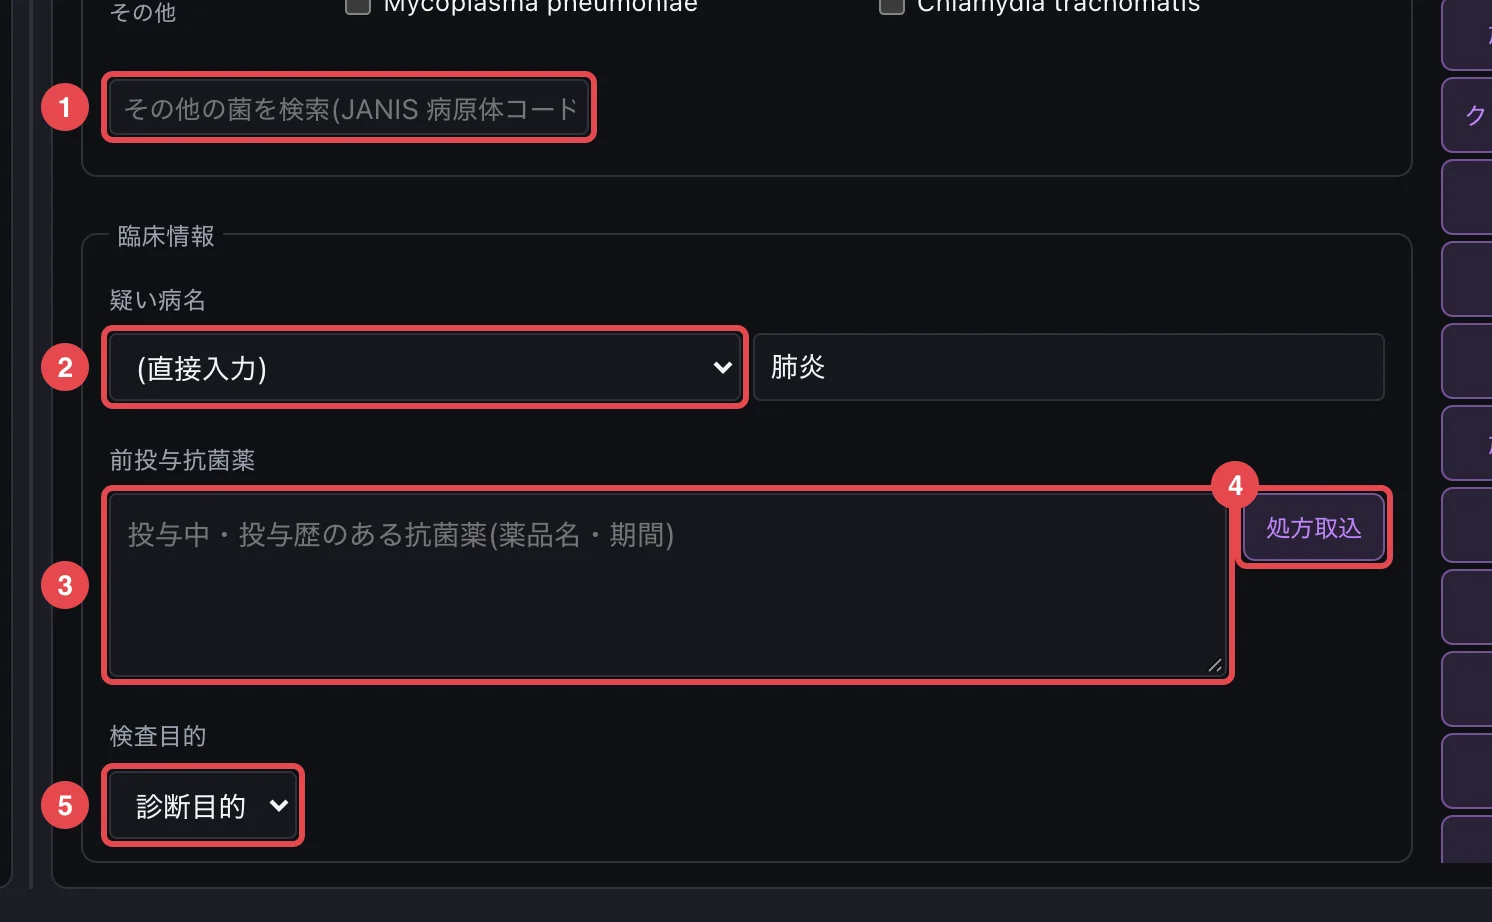 その他
Mycoplasma pneumoniae
Chlamydia trachomatis
1
その他の菌を検索(JANIS 病原体コード
ク
臨床情報
疑い病名
2
(直接入力)
肺炎
前投与抗菌薬
4
投与中・投与歴のある抗菌薬(薬品名・期間)
処方取込
3
検査目的
5
診断目的